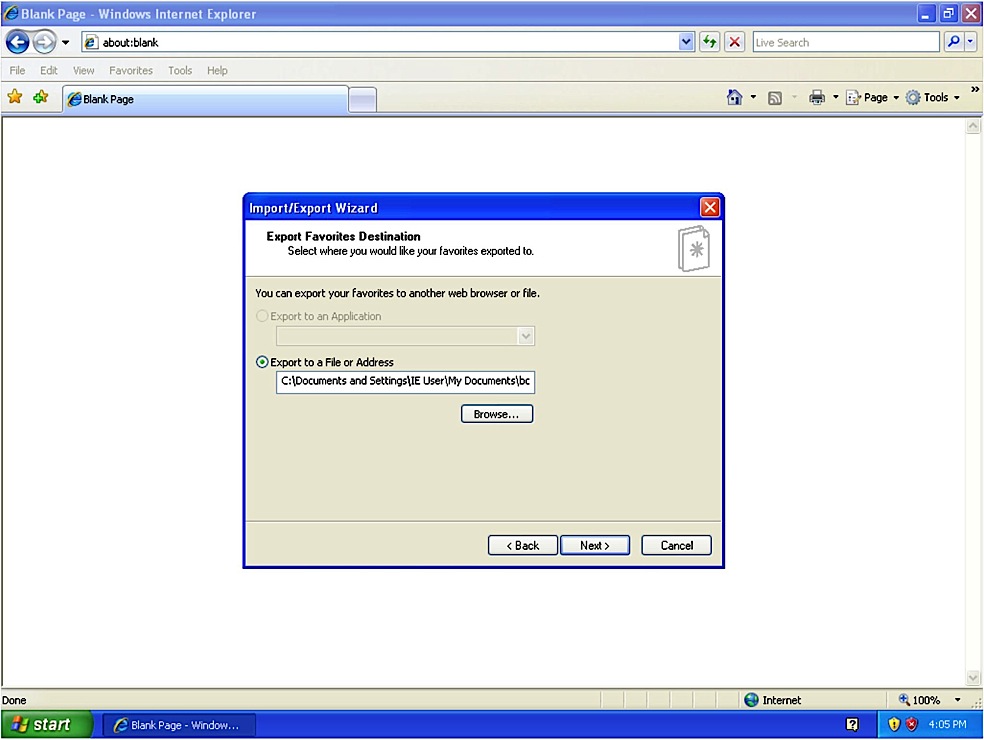 Blank Page - Windows Internet Explorer
about:blank
Live Search
File Edit View Favorites Tools Help
Blank Page
Page Tools »
Import/Export Wizard
Export Favorites Destination
Select where you would like your favorites exported to.
You can export your favorites to another web browser or file.
Export to an Application
Export to a File or Address
C:\Documents and Settings\IE User\My Documents\bc
Browse...
< Back Next > Cancel
Done Internet 100%
start Blank Page - Window... 4:05 PM